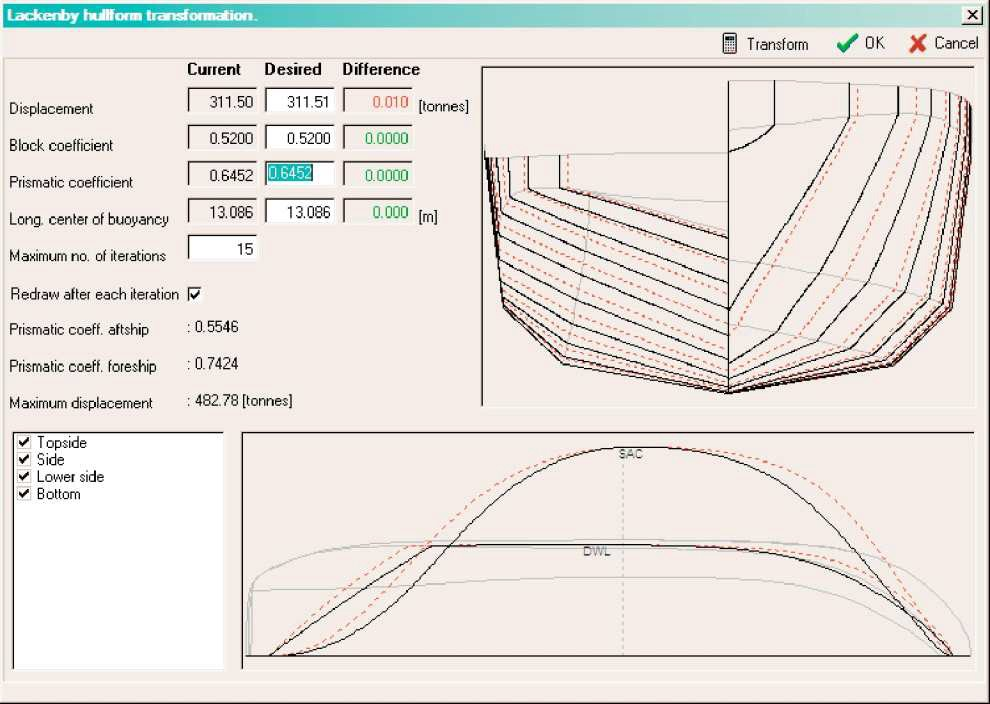 Lackenby hullform transformation.
Transform OK Cancel
Current Desired Difference
Displacement 311.50 311.51 0.010 [tonnes]
Block coefficient 0.5200 0.5200 0.0000
Prismatic coefficient 0.6452 0.6452 0.0000
Long. center of buoyancy 13.086 13.086 0.000 [m]
Maximum no. of iterations 15
Redraw after each iteration
Prismatic coeff. aftship : 0.5546
Prismatic coeff. foreship : 0.7424
Maximum displacement : 482.78 [tonnes]
Topside
Side
Lower side
Bottom
SAC
DWL